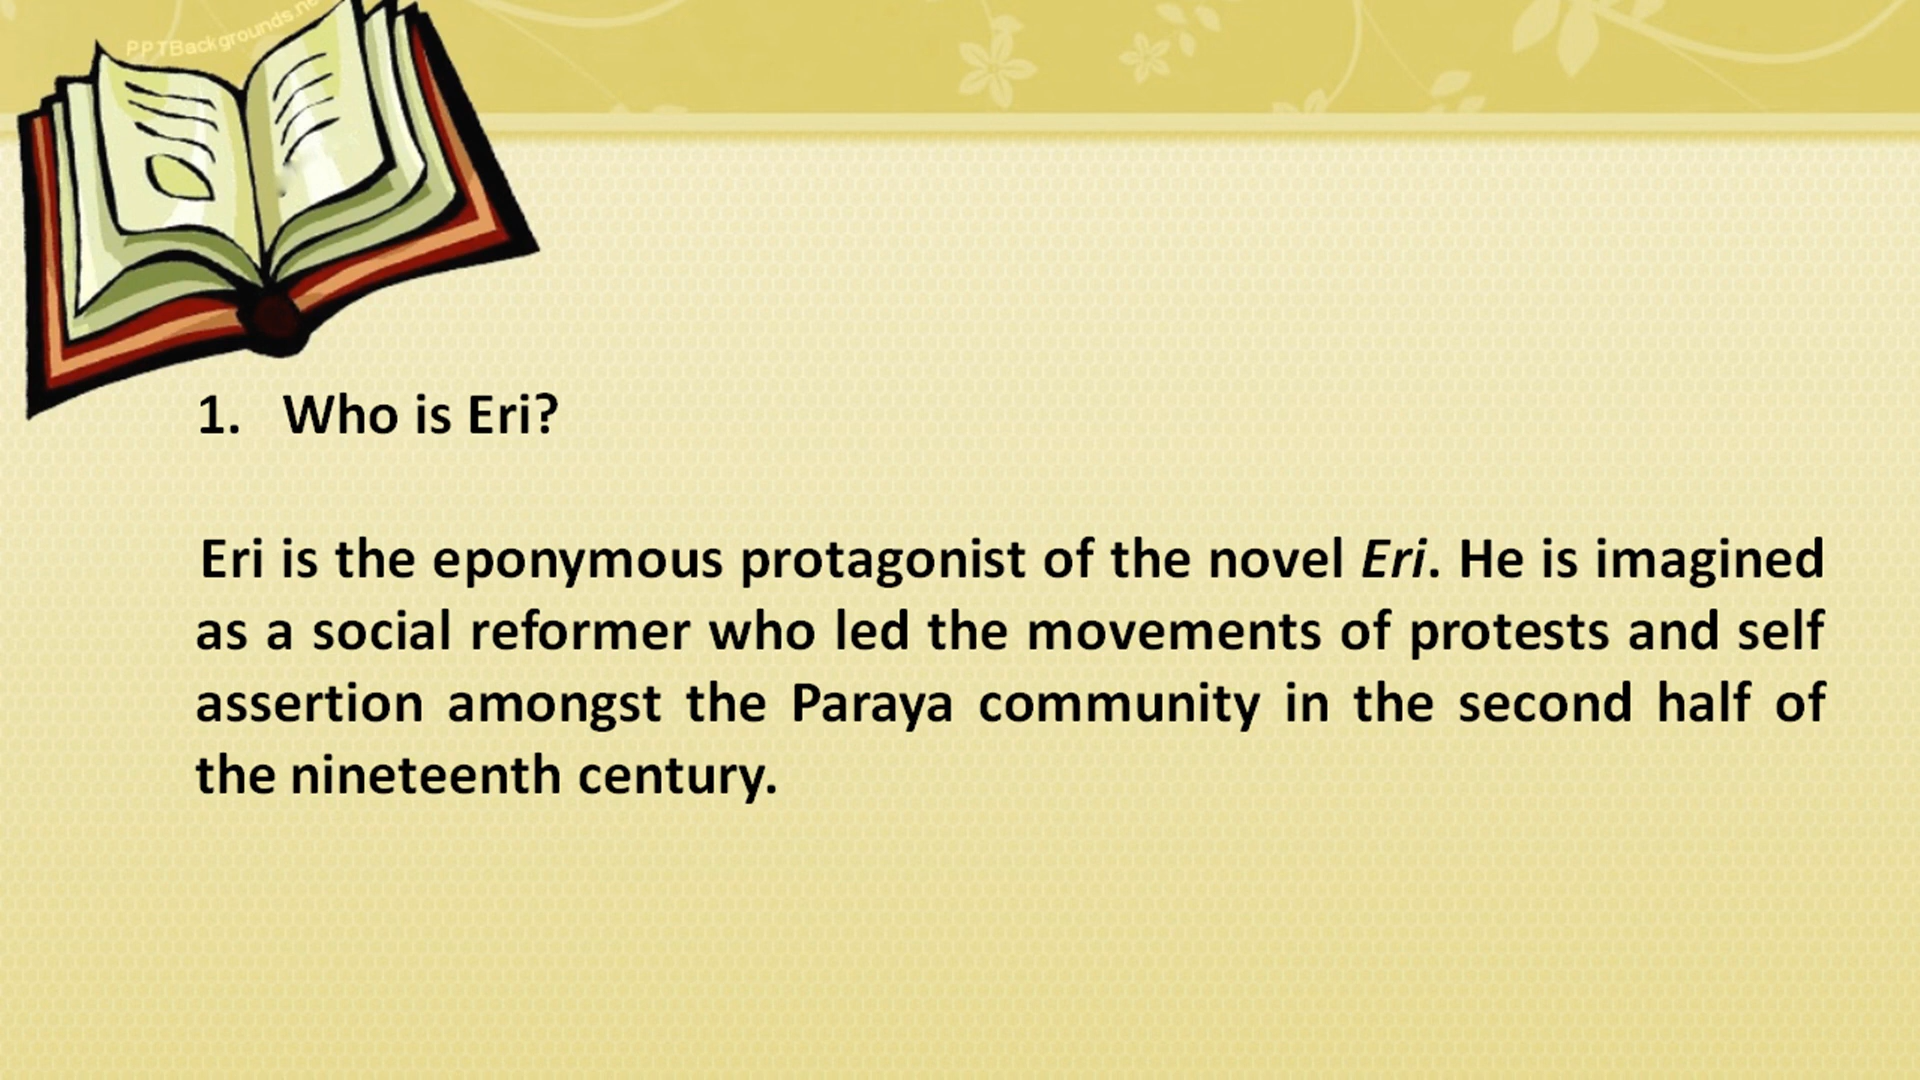 PPTBackgrounds.ne
1. Who is Eri?
Eri is the eponymous protagonist of the novel Eri. He is imagined
as a social reformer who led the movements of protests and self
assertion amongst the Paraya community in the second half of
the nineteenth century.